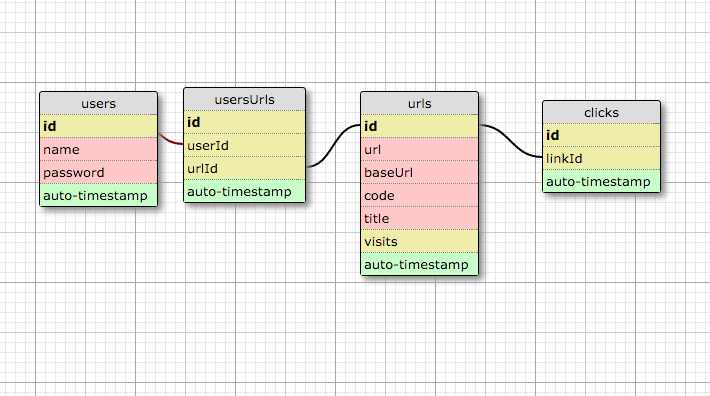 users
id
name
password
auto-timestamp
usersUrls
id
userId
urlId
auto-timestamp
urls
id
url
baseUrl
code
title
visits
auto-timestamp
clicks
id
linkId
auto-timestamp